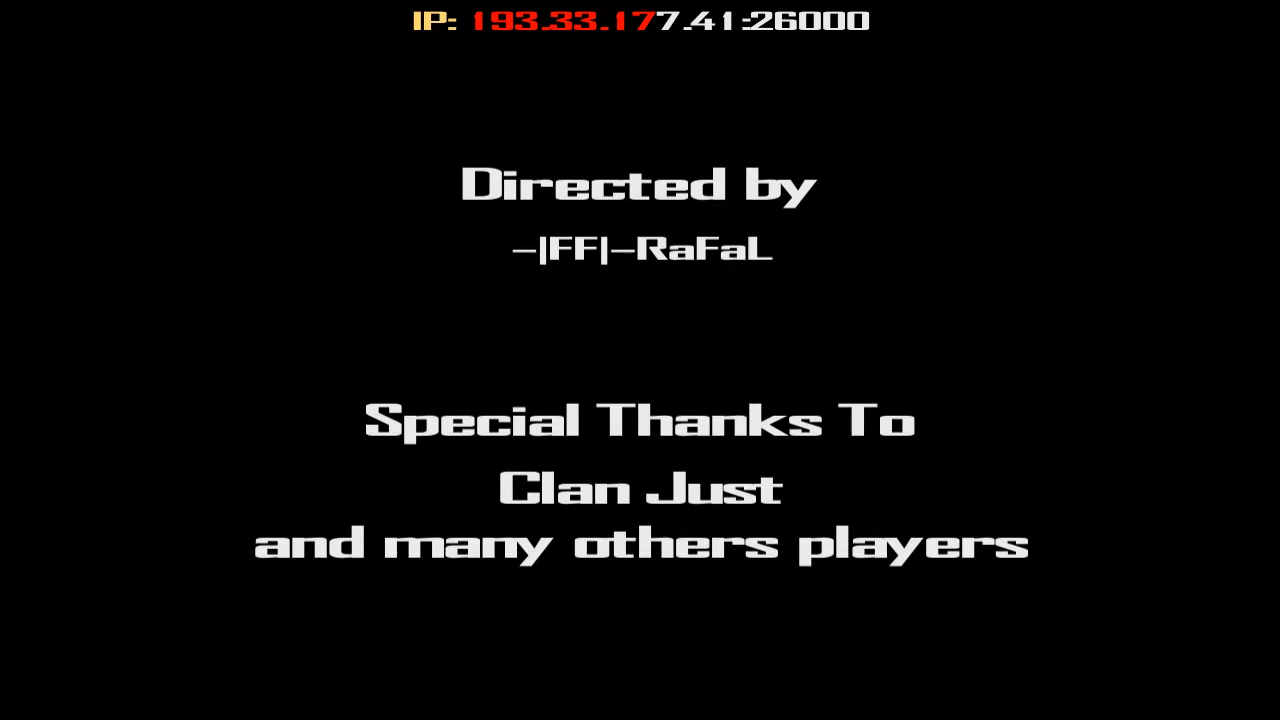 IP: 193.33.177.41:26000
Directed by
-|FF|-RaFaL
Special Thanks To
Clan Just
and many others players